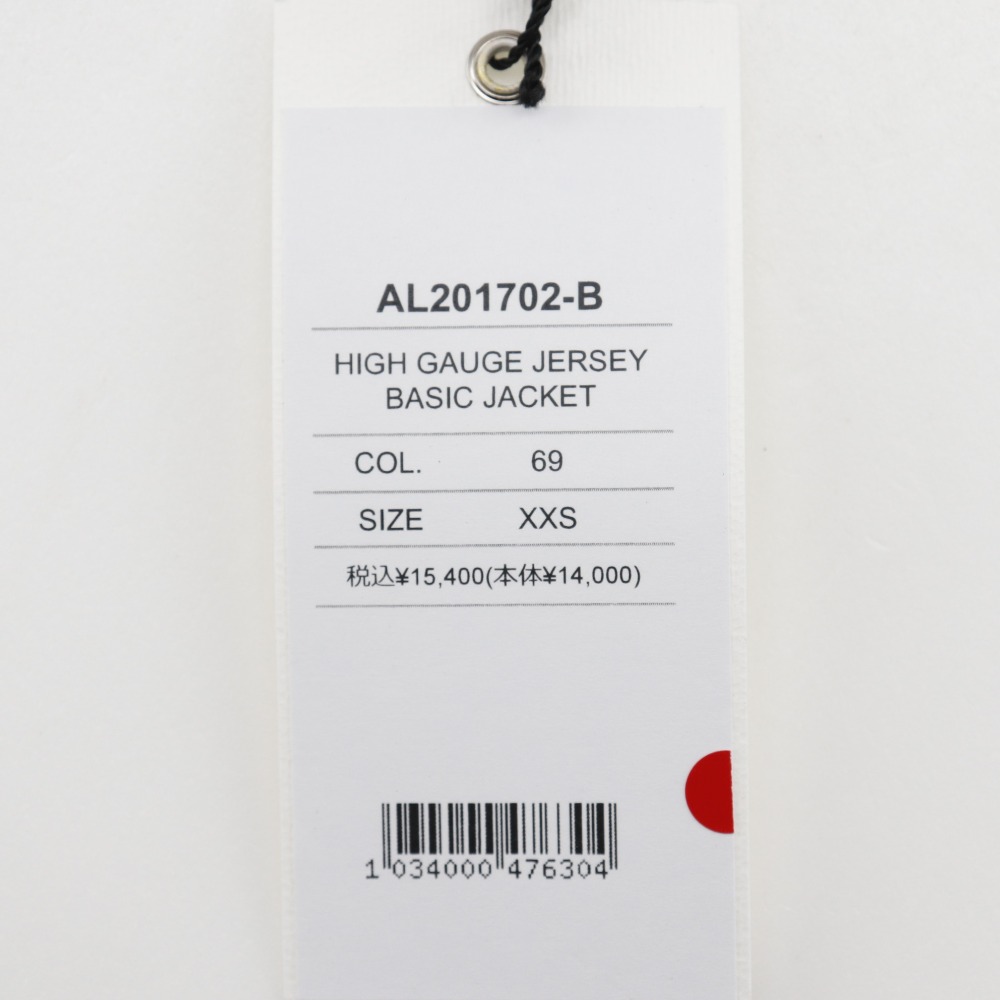 AL201702-B
HIGH GAUGE JERSEY
BASIC JACKET
COL. 69
SIZE XXS
税込¥15,400(本体¥14,000)
1 034000 476304